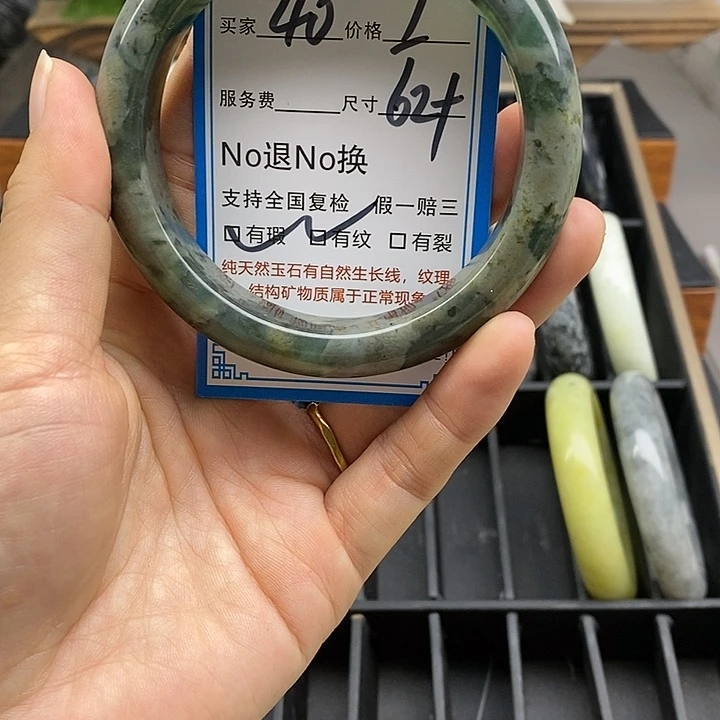 买家 40 价格 1
服务费 尺寸 62#
No退No换
支持全国复检 假一赔三
有瑕 有纹 有裂
纯天然玉石有自然生长线，纹理
结构矿物质属于正常现象